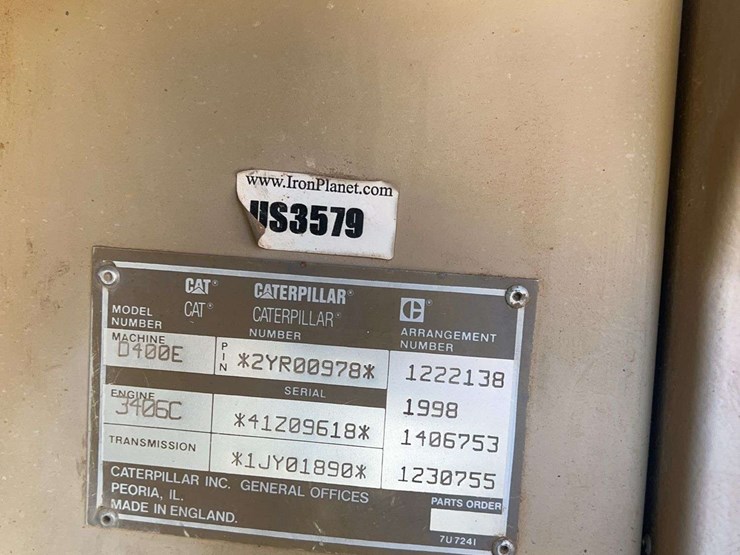 www.IronPlanet.com
US3579
CAT® CATERPILLAR®
CAT® CATERPILLAR® C®
MODEL NUMBER NUMBER ARRANGEMENT NUMBER
MACHINE D400E PIN *2YR00978* 1222138
SERIAL 1998
ENGINE 3406C *41Z09618* 1406753
TRANSMISSION *1JY01890* 1230755
CATERPILLAR INC. GENERAL OFFICES PARTS ORDER
PEORIA, IL.
MADE IN ENGLAND. 7U7241